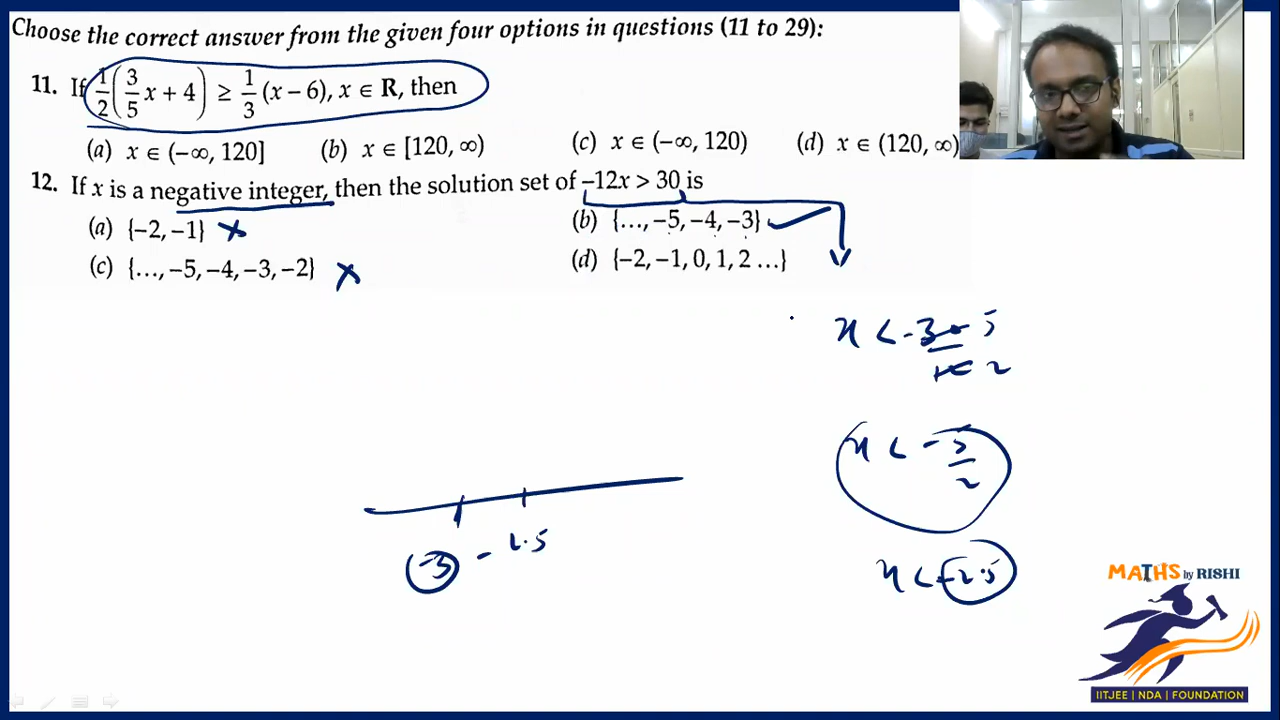 Choose the correct answer from the given four options in questions (11 to 29):
11. If 1/2 (3/5 x + 4) ≥ 1/3 (x − 6), x ∈ R, then
(a) x ∈ (−∞, 120] (b) x ∈ [120, ∞) (c) x ∈ (−∞, 120) (d) x ∈ (120, ∞)
12. If x is a negative integer, then the solution set of −12x > 30 is
(a) {−2, −1} (b) {..., −5, −4, −3}
(c) {..., −5, −4, −3, −2} (d) {−2, −1, 0, 1, 2 ...}
x < -5/2
x < -2.5
-3 -2.5
MATHS by RISHI
IITJEE | NDA | FOUNDATION